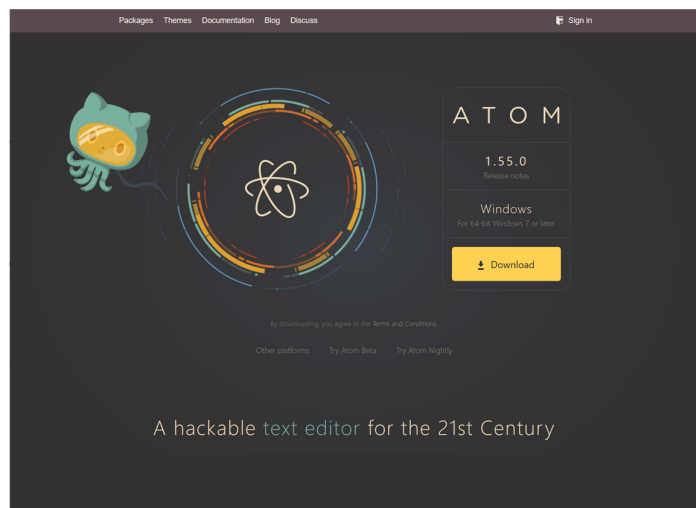 Packages Themes Documentation Blog Discuss Sign in
ATOM
1.55.0
Release notes
Windows
For 64-bit Windows 7 or later
Download
By downloading, you agree to the Terms and Conditions.
Other platforms Try Atom Beta Try Atom Nightly
A hackable text editor for the 21st Century